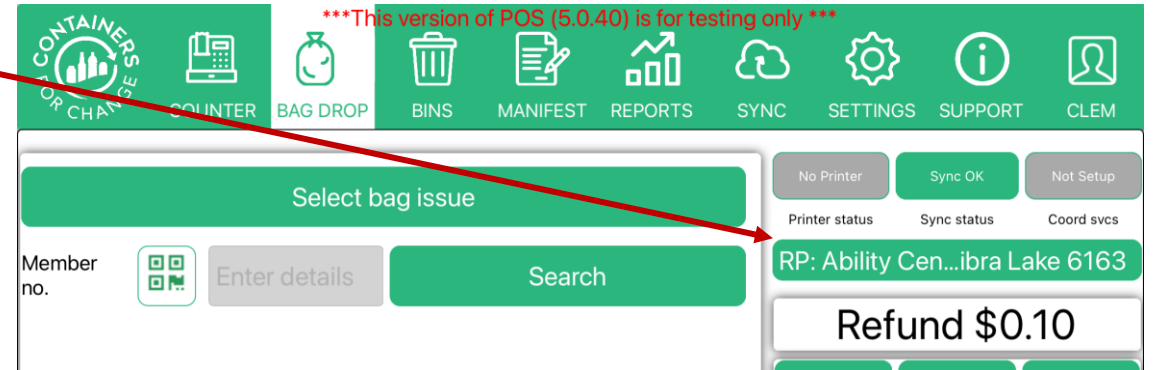 ***This version of POS (5.0.40) is for testing only ***
CONTAINERS
FOR CHANGE
COUNTER
BAG DROP
BINS
MANIFEST
REPORTS
SYNC
SETTINGS
SUPPORT
CLEM
Select bag issue
No Printer
Sync OK
Not Setup
Printer status
Sync status
Coord svcs
Member
no.
Enter details
Search
RP: Ability Cen...ibra Lake 6163
Refund $0.10